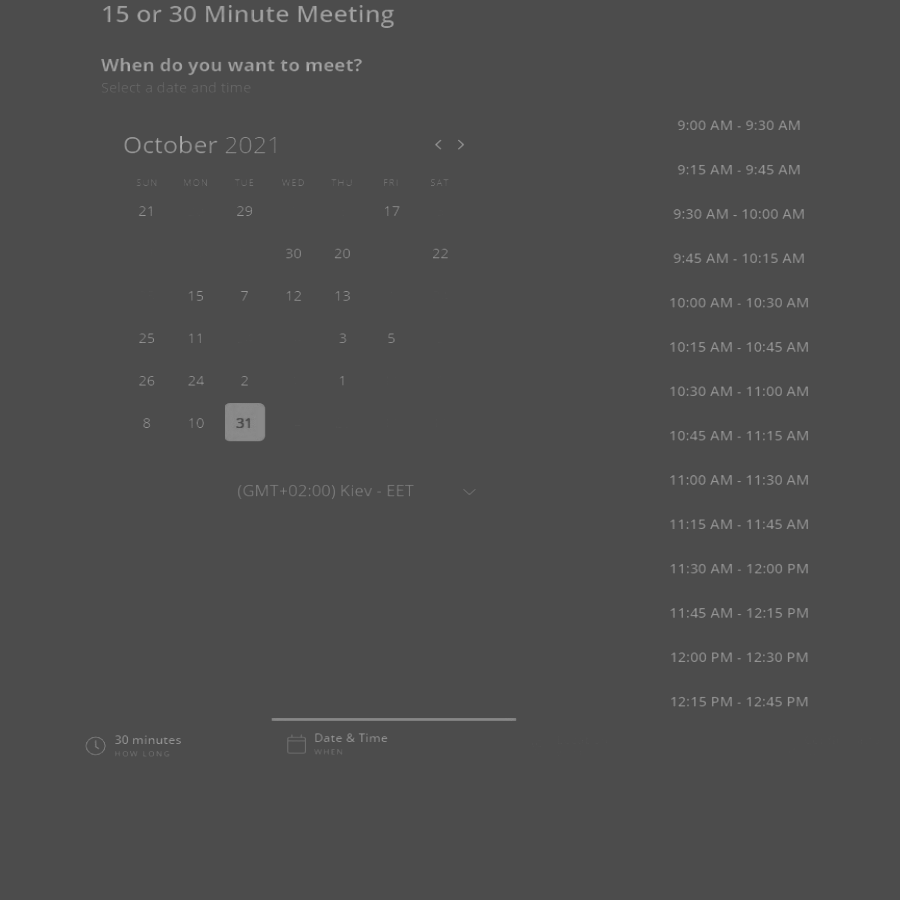 15 or 30 Minute Meeting
When do you want to meet?
Select a date and time
October 2021
SUN MON TUE WED THU FRI SAT
21 29 17
30 20 22
15 7 12 13
25 11 3 5
26 24 2 1
8 10 31
(GMT+02:00) Kiev - EET
9:00 AM - 9:30 AM
9:15 AM - 9:45 AM
9:30 AM - 10:00 AM
9:45 AM - 10:15 AM
10:00 AM - 10:30 AM
10:15 AM - 10:45 AM
10:30 AM - 11:00 AM
10:45 AM - 11:15 AM
11:00 AM - 11:30 AM
11:15 AM - 11:45 AM
11:30 AM - 12:00 PM
11:45 AM - 12:15 PM
12:00 PM - 12:30 PM
12:15 PM - 12:45 PM
30 minutes
HOW LONG
Date & Time
WHEN